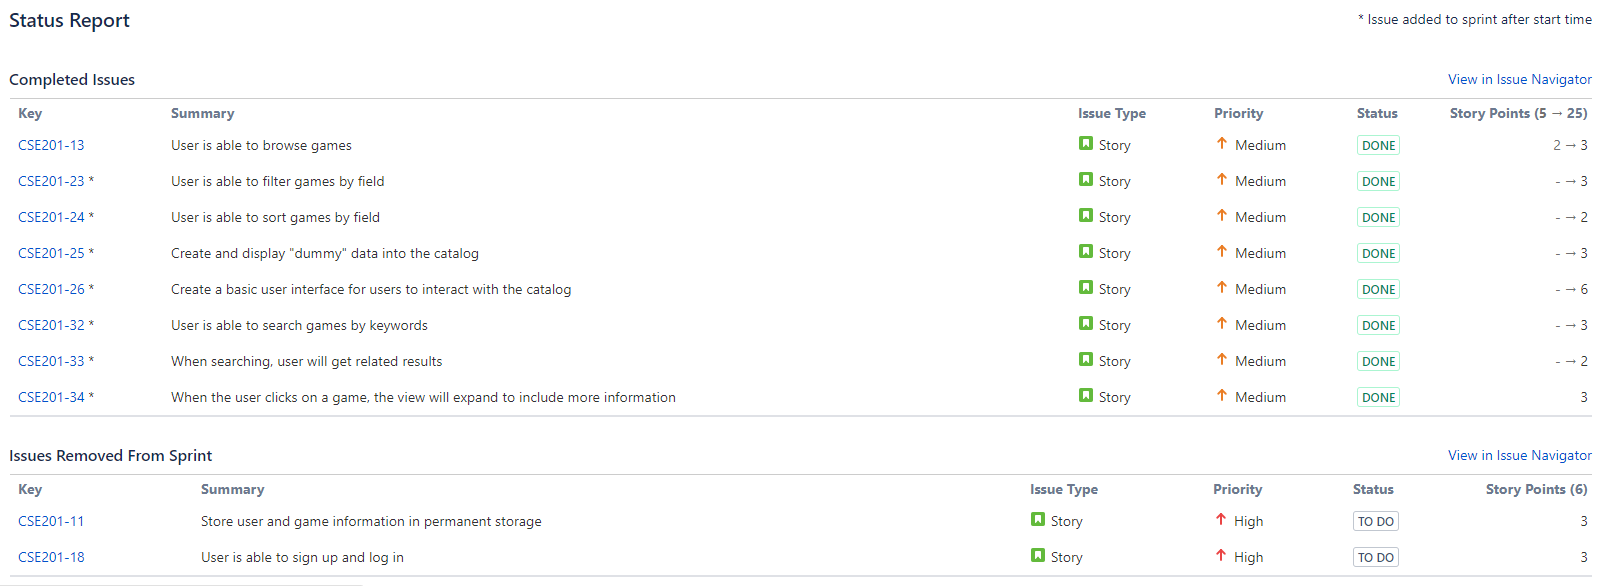 Status Report
* Issue added to sprint after start time
Completed Issues
View in Issue Navigator
Key Summary Issue Type Priority Status Story Points (5 → 25)
CSE201-13 User is able to browse games Story Medium DONE 2 → 3
CSE201-23 * User is able to filter games by field Story Medium DONE - → 3
CSE201-24 * User is able to sort games by field Story Medium DONE - → 2
CSE201-25 * Create and display "dummy" data into the catalog Story Medium DONE - → 3
CSE201-26 * Create a basic user interface for users to interact with the catalog Story Medium DONE - → 6
CSE201-32 * User is able to search games by keywords Story Medium DONE - → 3
CSE201-33 * When searching, user will get related results Story Medium DONE - → 2
CSE201-34 * When the user clicks on a game, the view will expand to include more information Story Medium DONE 3
Issues Removed From Sprint
View in Issue Navigator
Key Summary Issue Type Priority Status Story Points (6)
CSE201-11 Store user and game information in permanent storage Story High TO DO 3
CSE201-18 User is able to sign up and log in Story High TO DO 3